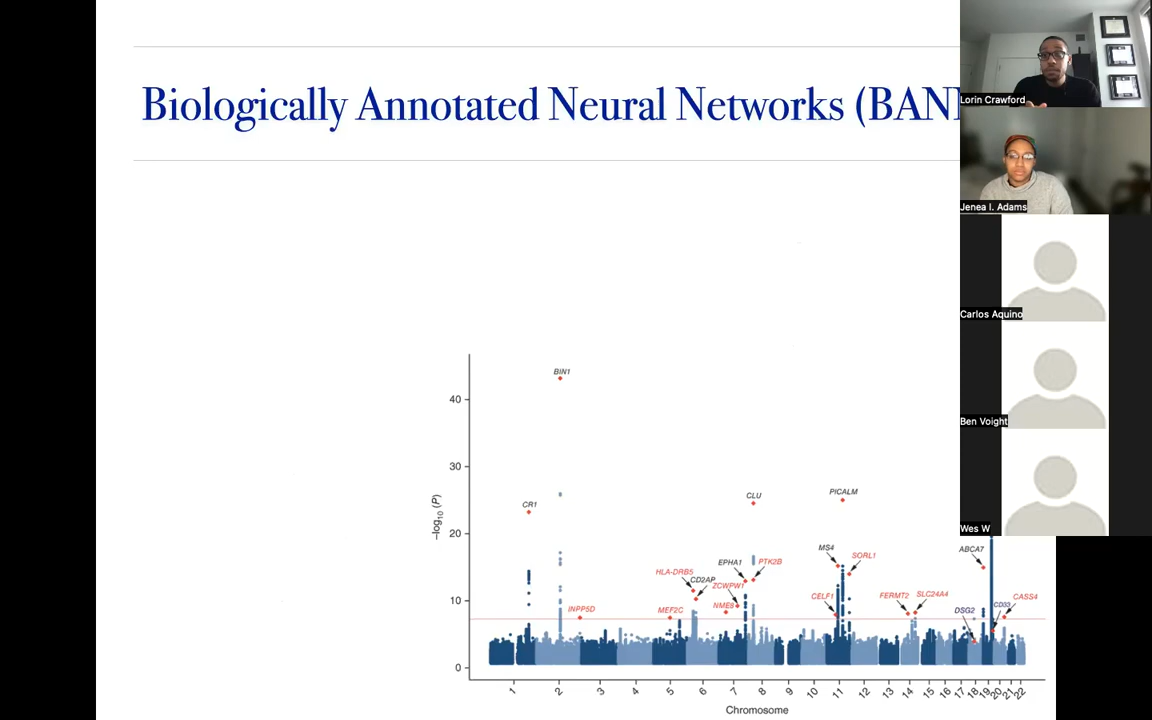 Biologically Annotated Neural Networks (BAN
Lorin Crawford
Jenea I. Adams
Carlos Aquino
Ben Voight
Wes W
BIN1
40
30
CR1
CLU
PICALM
–log10 (P)
20
MS4
SORL1
ABCA7
EPHA1
PTK2B
HLA-DRB5
CD2AP
ZCWPW1
10
INPP5D
MEF2C
NME8
CELF1
FERMT2
SLC24A4
DSG2
CD33
CASS4
0
1 2 3 4 5 6 7 8 9 10 11 12 13 14 15 16 17 18 19 20 21 22
Chromosome